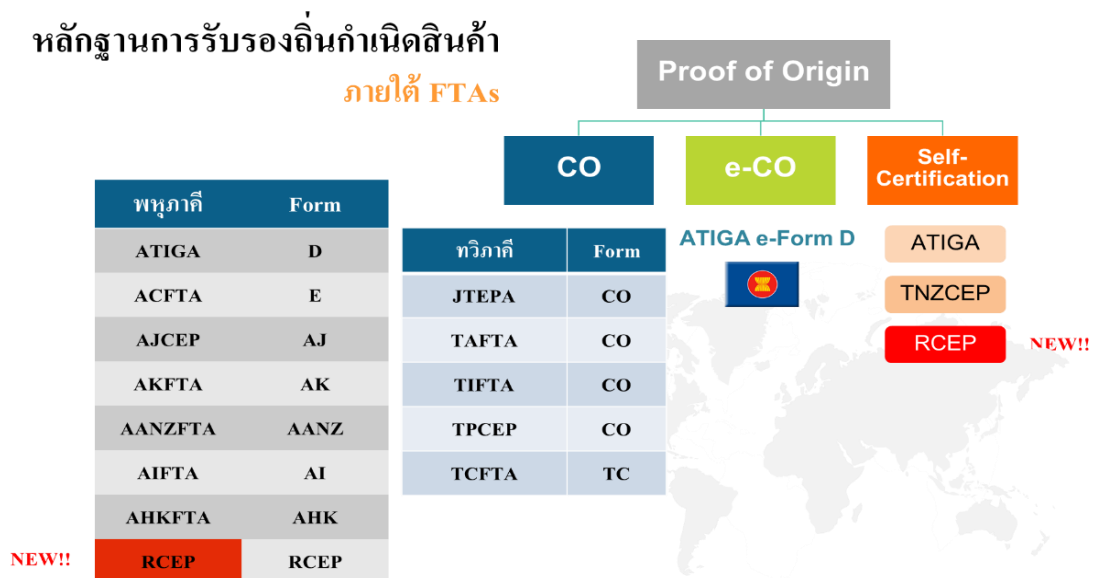 หลักฐานการรับรองถิ่นกำเนิดสินค้า
ภายใต้ FTAs
Proof of Origin
CO
e-CO
Self-
Certification
พหุภาคี Form
ATIGA D
ACFTA E
AJCEP AJ
AKFTA AK
AANZFTA AANZ
AIFTA AI
AHKFTA AHK
NEW!! RCEP RCEP
ทวิภาคี Form
JTEPA CO
TAFTA CO
TIFTA CO
TPCEP CO
TCFTA TC
ATIGA e-Form D
ATIGA
TNZCEP
RCEP NEW!!